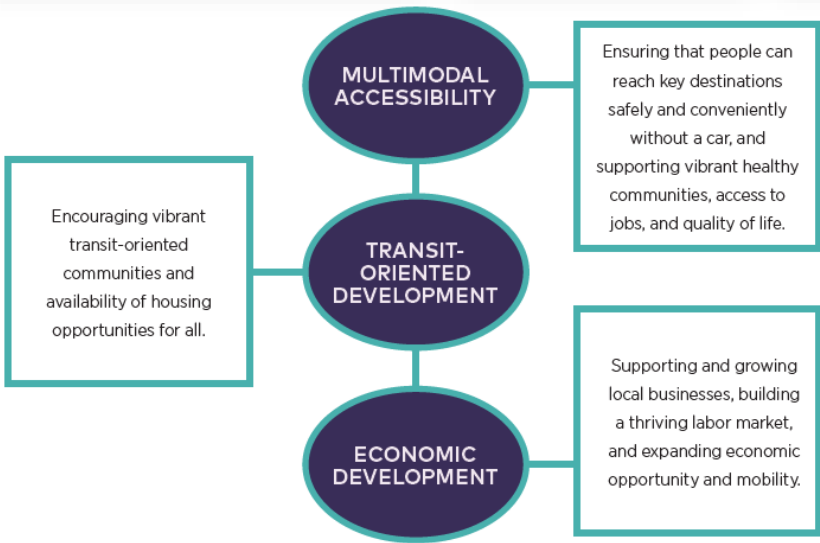 MULTIMODAL
ACCESSIBILITY
Ensuring that people can
reach key destinations
safely and conveniently
without a car, and
supporting vibrant healthy
communities, access to
jobs, and quality of life.
TRANSIT-
ORIENTED
DEVELOPMENT
Encouraging vibrant
transit-oriented
communities and
availability of housing
opportunities for all.
ECONOMIC
DEVELOPMENT
Supporting and growing
local businesses, building
a thriving labor market,
and expanding economic
opportunity and mobility.